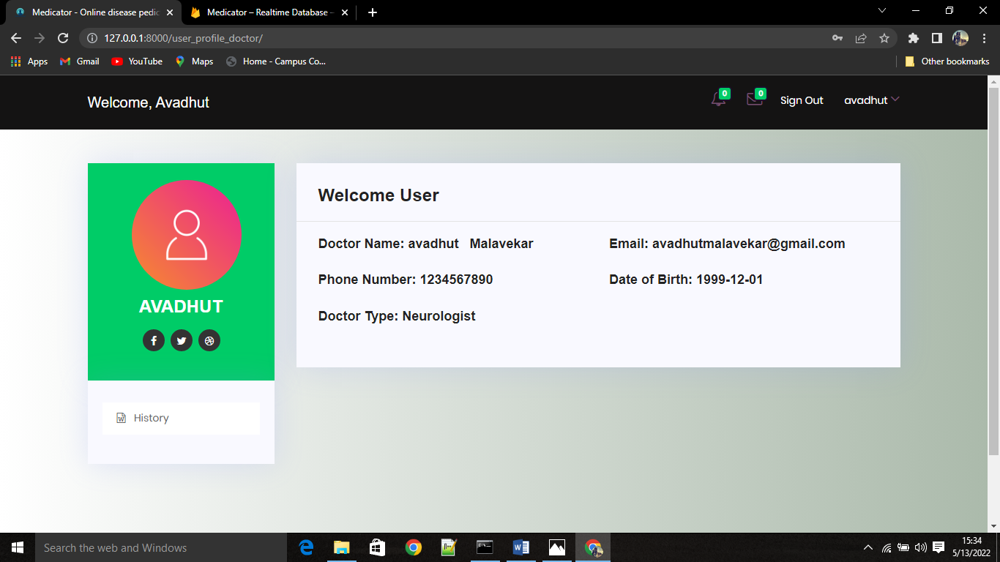 Medicator - Online disease pedic
Medicator – Realtime Database –
127.0.0.1:8000/user_profile_doctor/
Apps
Gmail
YouTube
Maps
Home - Campus Co...
Other bookmarks
Welcome, Avadhut
0
0
Sign Out
avadhut
AVADHUT
History
Welcome User
Doctor Name: avadhut Malavekar
Email: avadhutmalavekar@gmail.com
Phone Number: 1234567890
Date of Birth: 1999-12-01
Doctor Type: Neurologist
Search the web and Windows
15:34
5/13/2022